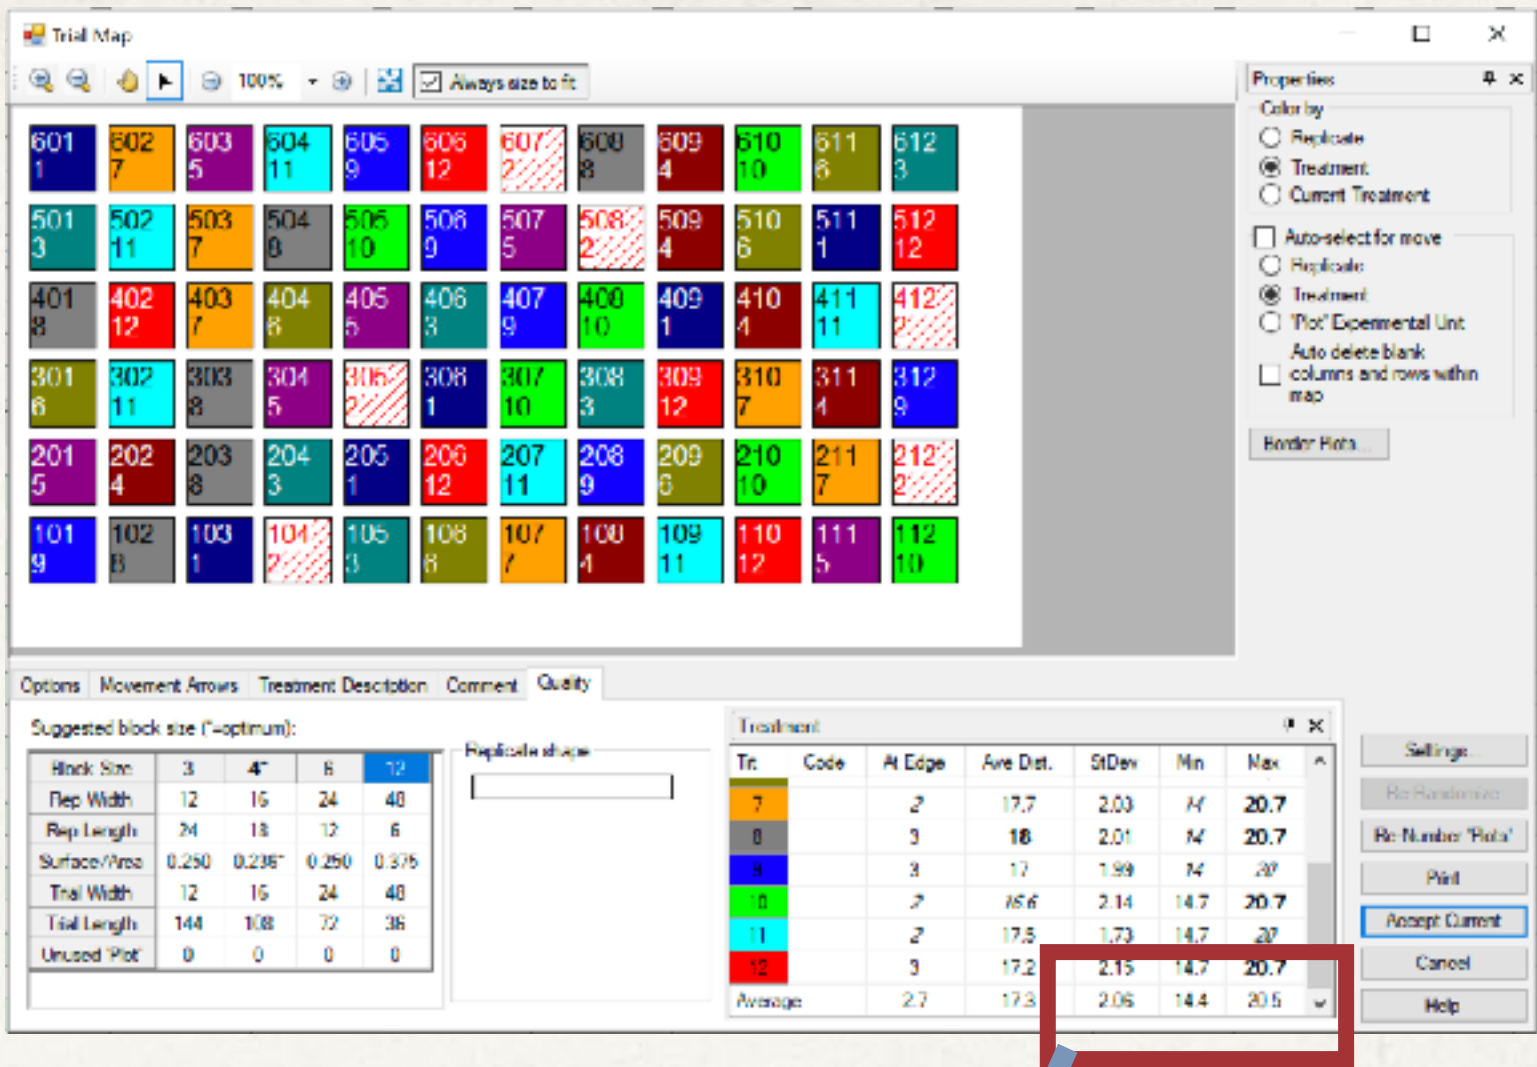 Trial Map
100% Always size to fit
601 602 603 604 605 606 607 608 609 610 611 612
1 7 5 11 9 12 2 8 4 10 6 3
501 502 503 504 505 506 507 508 509 510 511 512
3 11 7 8 10 9 5 2 4 6 1 12
401 402 403 404 405 406 407 408 409 410 411 412
8 12 7 6 5 3 9 10 1 4 11 2
301 302 303 304 305 306 307 308 309 310 311 312
6 11 8 5 2 1 10 3 12 7 4 9
201 202 203 204 205 206 207 208 209 210 211 212
5 4 8 3 1 12 11 9 6 10 7 2
101 102 103 104 105 106 107 108 109 110 111 112
9 8 1 2 3 6 7 4 11 12 5 10
Properties
Color by
Replicate
Treatment
Current Treatment
Auto-select for move
Replicate
Treatment
'Plot' Experimental Unit
Auto delete blank
columns and rows within
map
Border Plots...
Options Movement Arrows Treatment Description Comment Quality
Suggested block size (*=optimum):
Block Size 3 4* 6 12
Rep Width 12 16 24 48
Rep Length 24 18 12 6
Surface/Area 0.250 0.236* 0.250 0.375
Trial Width 12 16 24 48
Trial Length 144 108 72 36
Unused 'Plot' 0 0 0 0
Replicate shape
Treatment
Trt Code At Edge Ave Dist. StDev Min Max
7 2 17.7 2.03 14 20.7
8 3 18 2.01 14 20.7
9 3 17 1.99 14 20
10 2 16.6 2.14 14.7 20.7
11 2 17.5 1.73 14.7 20
12 3 17.2 2.15 14.7 20.7
Average 2.7 17.3 2.06 14.4 20.5
Settings...
Re-Randomize
Re-Number 'Plots'
Print
Accept Current
Cancel
Help